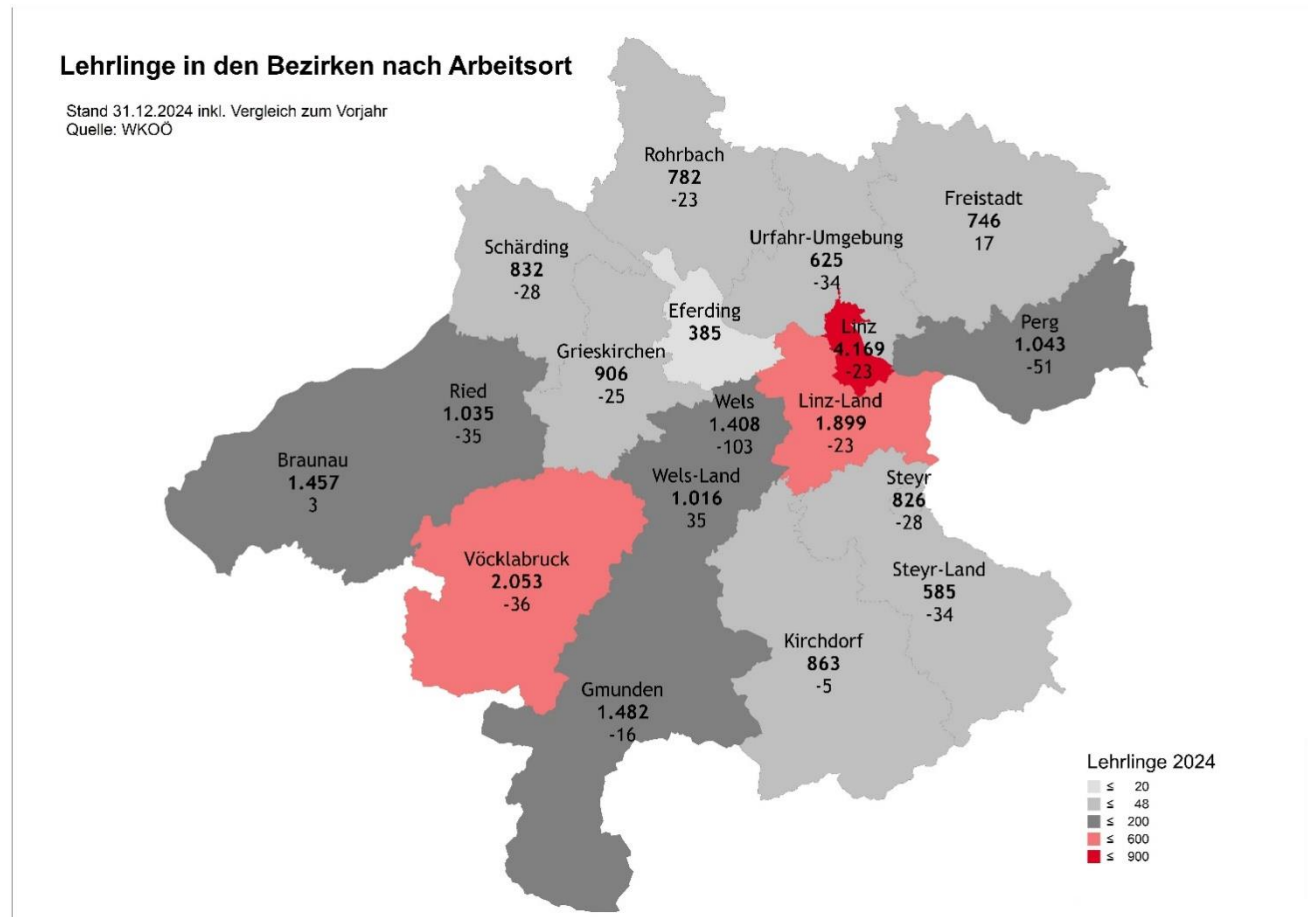 Lehrlinge in den Bezirken nach Arbeitsort
Stand 31.12.2024 inkl. Vergleich zum Vorjahr
Quelle: WKOÖ
Rohrbach
782
-23
Freistadt
746
17
Urfahr-Umgebung
625
-34
Schärding
832
-28
Eferding
385
Linz
4.169
-23
Perg
1.043
-51
Grieskirchen
906
-25
Ried
1.035
-35
Wels
1.408
-103
Linz-Land
1.899
-23
Braunau
1.457
3
Wels-Land
1.016
35
Steyr
826
-28
Vöcklabruck
2.053
-36
Steyr-Land
585
-34
Kirchdorf
863
-5
Gmunden
1.482
-16
Lehrlinge 2024
≤ 20
≤ 48
≤ 200
≤ 600
≤ 900